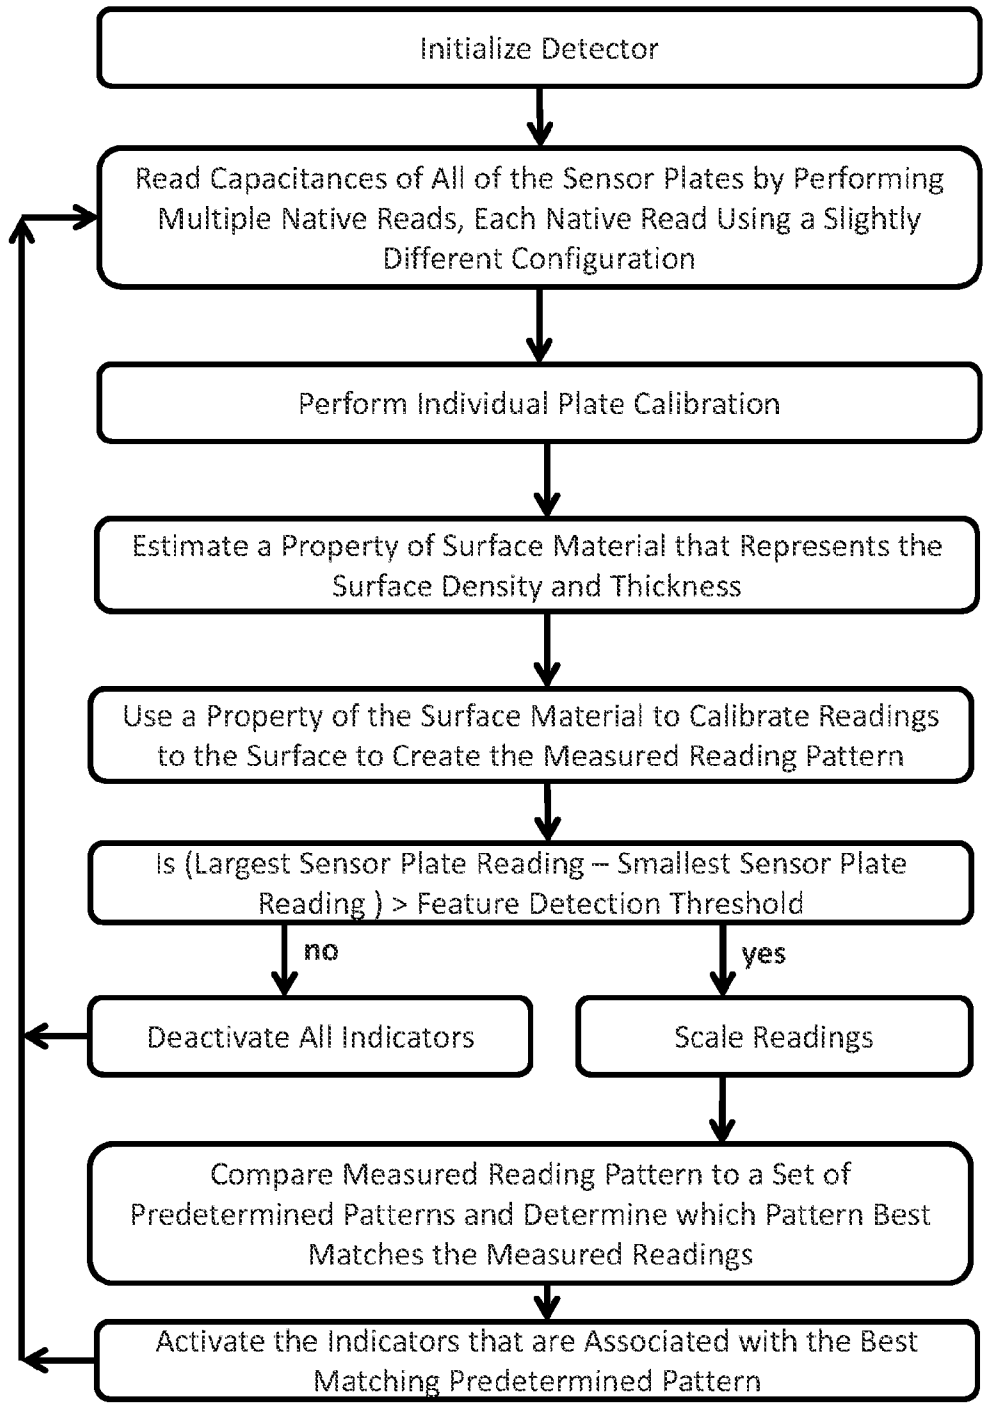 Initialize Detector
Read Capacitances of All of the Sensor Plates by Performing
Multiple Native Reads, Each Native Read Using a Slightly
Different Configuration
Perform Individual Plate Calibration
Estimate a Property of Surface Material that Represents the
Surface Density and Thickness
Use a Property of the Surface Material to Calibrate Readings
to the Surface to Create the Measured Reading Pattern
Is (Largest Sensor Plate Reading – Smallest Sensor Plate
Reading ) > Feature Detection Threshold
no
yes
Deactivate All Indicators
Scale Readings
Compare Measured Reading Pattern to a Set of
Predetermined Patterns and Determine which Pattern Best
Matches the Measured Readings
Activate the Indicators that are Associated with the Best
Matching Predetermined Pattern